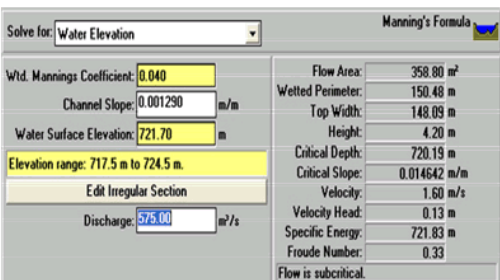 Solve for: Water Elevation
Manning's Formula
Wtd. Mannings Coefficient: 0.040
Channel Slope: 0.001290 m/m
Water Surface Elevation: 721.70 m
Elevation range: 717.5 m to 724.5 m.
Edit Irregular Section
Discharge: 575.00 m³/s
Flow Area: 358.80 m²
Wetted Perimeter: 150.48 m
Top Width: 148.09 m
Height: 4.20 m
Critical Depth: 720.19 m
Critical Slope: 0.014642 m/m
Velocity: 1.60 m/s
Velocity Head: 0.13 m
Specific Energy: 721.83 m
Froude Number: 0.33
Flow is subcritical.